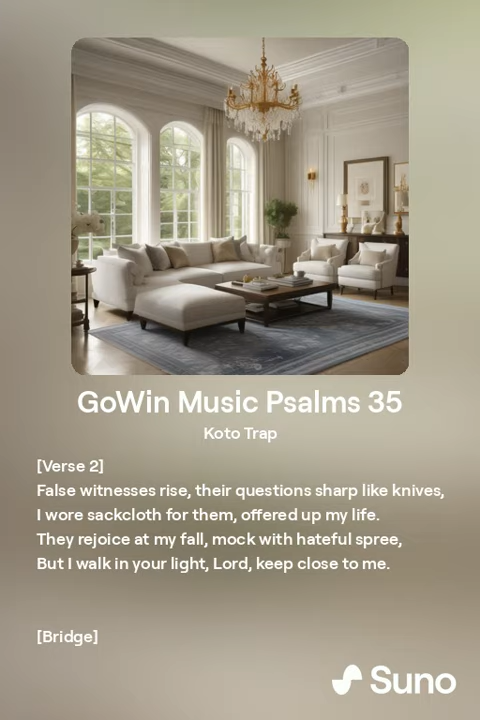 GoWin Music Psalms 35
Koto Trap
[Verse 2]
False witnesses rise, their questions sharp like knives,
I wore sackcloth for them, offered up my life.
They rejoice at my fall, mock with hateful spree,
But I walk in your light, Lord, keep close to me.
[Bridge]
Suno